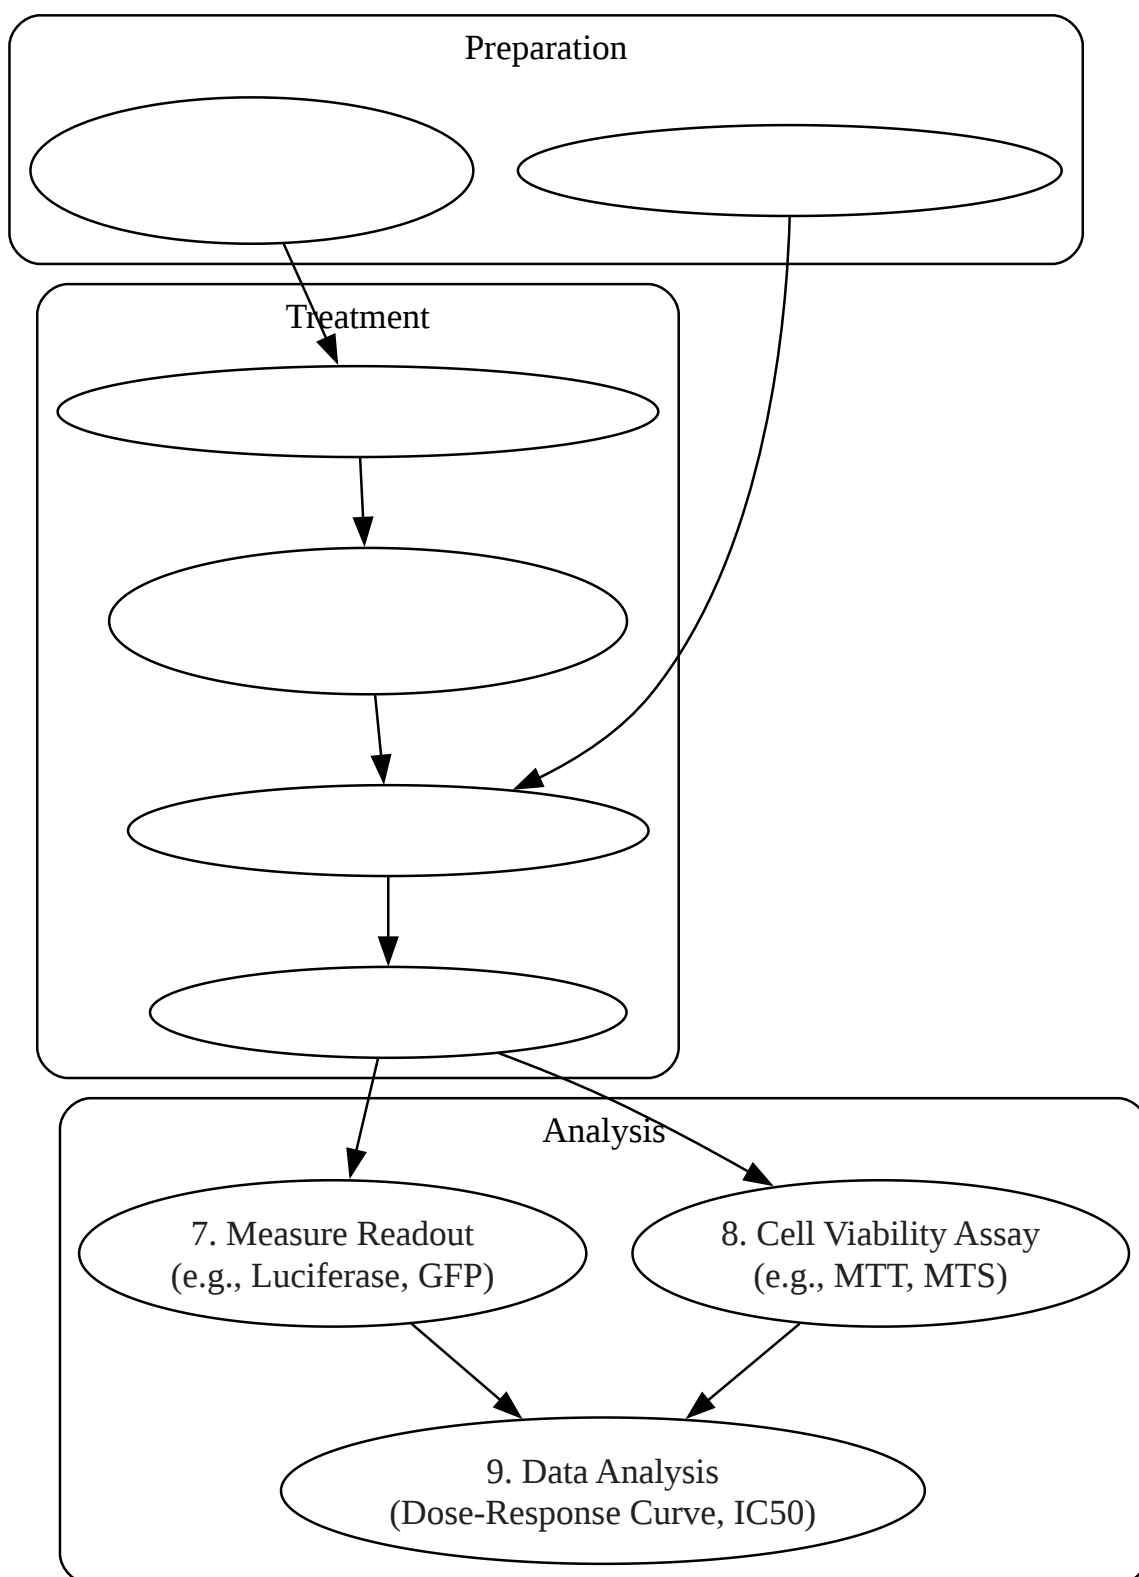 Preparation
Treatment
Analysis
7. Measure Readout
(e.g., Luciferase, GFP)
8. Cell Viability Assay
(e.g., MTT, MTS)
9. Data Analysis
(Dose-Response Curve, IC50)